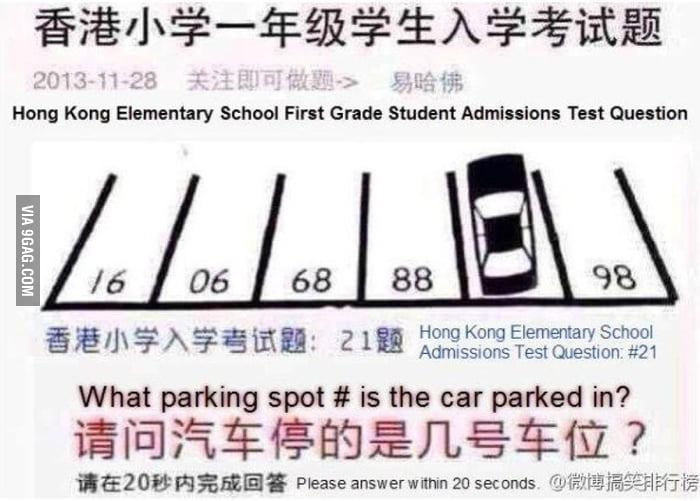 香港小学一年级学生入学考试题
2013-11-28 关注即可做题-> 易哈佛
Hong Kong Elementary School First Grade Student Admissions Test Question
VIA 9GAG.COM
16 06 68 88 98
香港小学入学考试题: 21题 Hong Kong Elementary School
Admissions Test Question: #21
What parking spot # is the car parked in?
请问汽车停的是几号车位？
请在20秒内完成回答 Please answer within 20 seconds. @微博搞笑排行榜